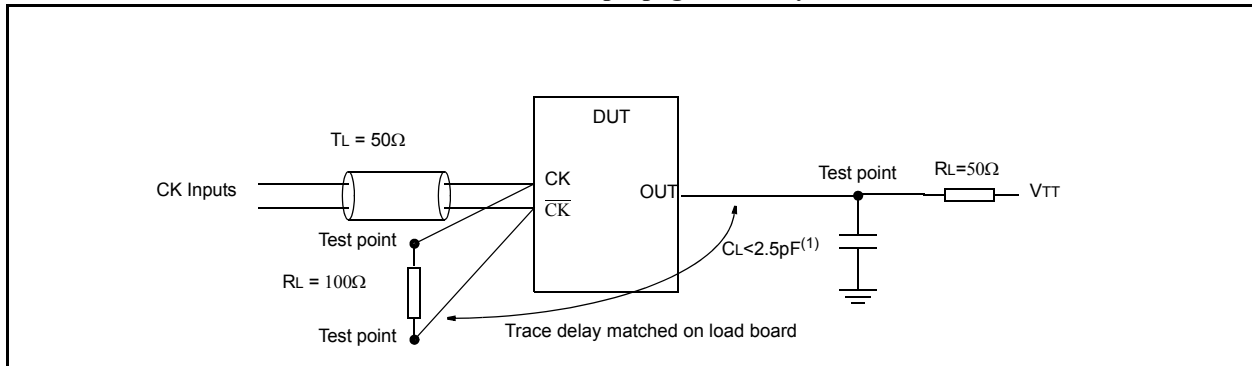 DUT
TL = 50Ω
CK Inputs
CK
CK
OUT
Test point
RL=50Ω
VTT
Test point
CL<2.5pF(1)
RL = 100Ω
Test point
Trace delay matched on load board